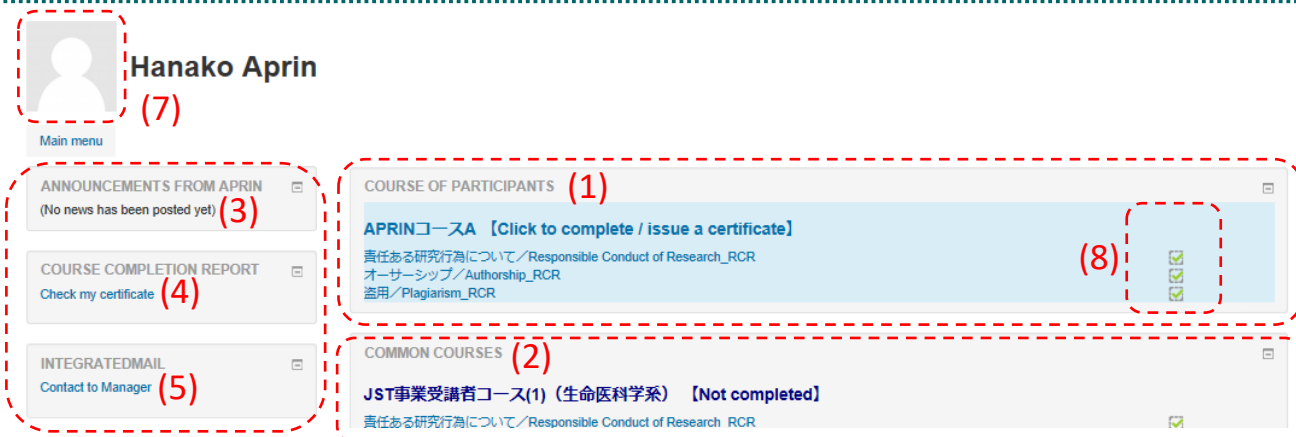 Hanako Aprin
(7)
Main menu
ANNOUNCEMENTS FROM APRIN
(No news has been posted yet) (3)
COURSE COMPLETION REPORT
Check my certificate (4)
INTEGRATEDMAIL
Contact to Manager (5)
COURSE OF PARTICIPANTS (1)
APRINコースA 【Click to complete / issue a certificate】
責任ある研究行為について／Responsible Conduct of Research_RCR
オーサーシップ／Authorship_RCR
盗用／Plagiarism_RCR
(8)
COMMON COURSES (2)
JST事業受講者コース(1)（生命医科学系） 【Not completed】
責任ある研究行為について／Responsible Conduct of Research_RCR